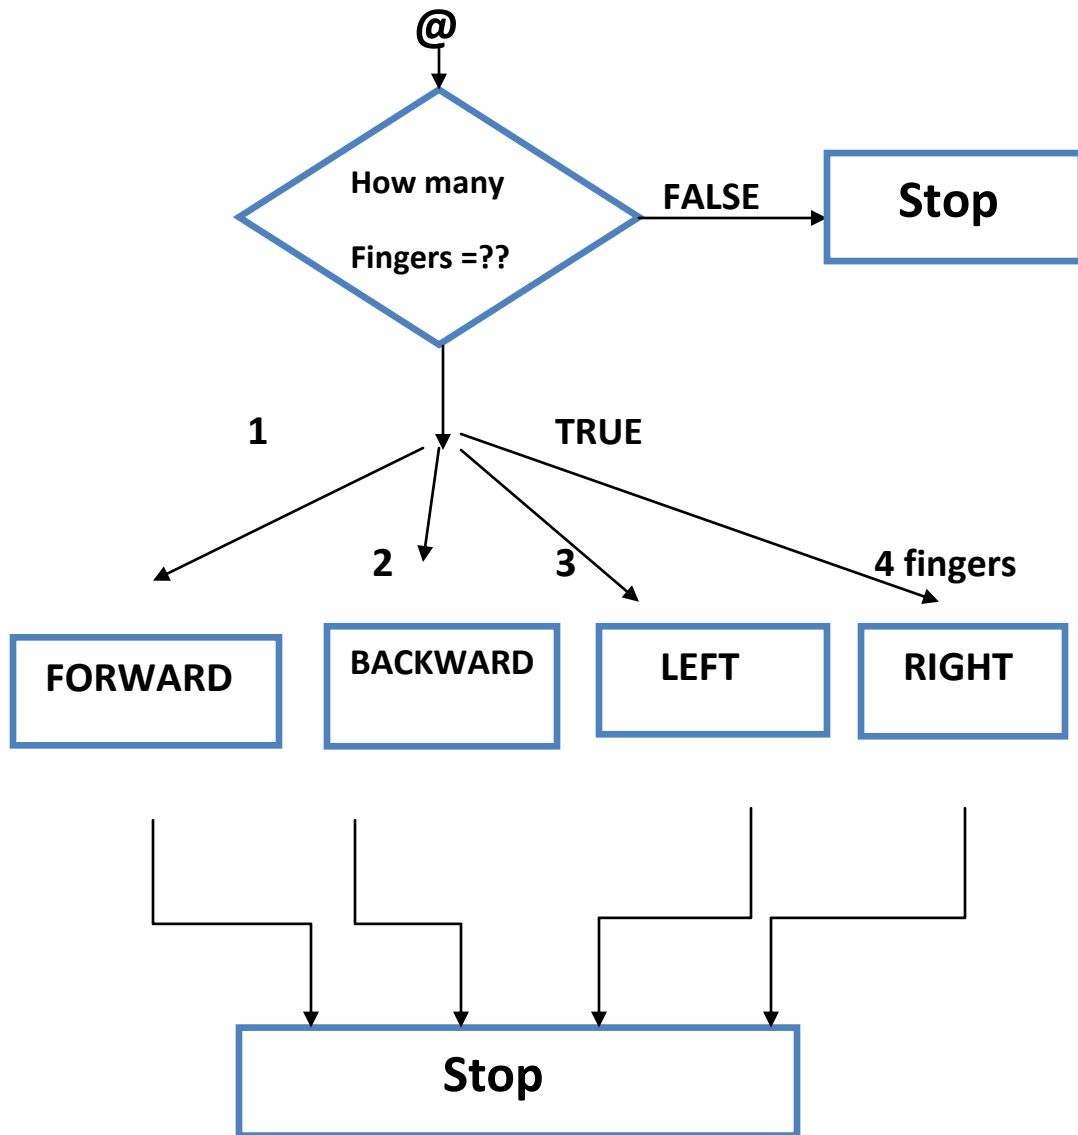 @
How many
Fingers =??
FALSE
Stop
1
TRUE
2
3
4 fingers
FORWARD
BACKWARD
LEFT
RIGHT
Stop